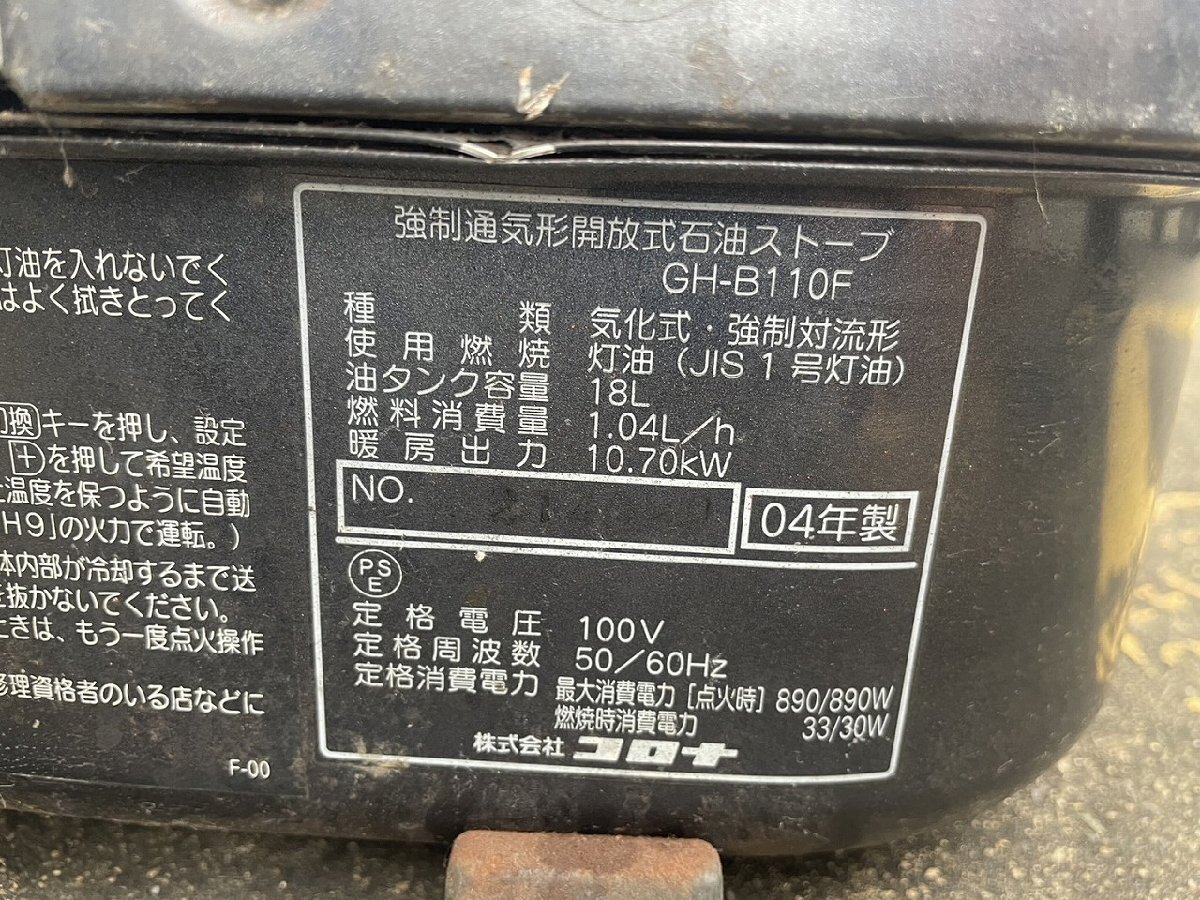 灯油を入れないてく
はよく拭きとってく
切換キーを押し、設定
＋を押して希望温度
温度を保つように自動
H9」の火力で運転。)
体内部が冷却するまで送
を抜かないてください。
ときは、もう一度点火操作
修理資格者のいる店などに
F-00
強制通気形開放式石油ストーブ
GH-B110F
種類 気化式・強制対流形
使用燃焼 灯油(JIS1号灯油)
油タンク容量 18L
燃料消費量 1.04L/h
暖房出力 10.70kW
NO.
04年製
PS
E
定格電圧 100V
定格周波数 50/60Hz
定格消費電力 最大消費電力[点火時] 890/890W
燃焼時消費電力 33/30W
株式会社 コロナ